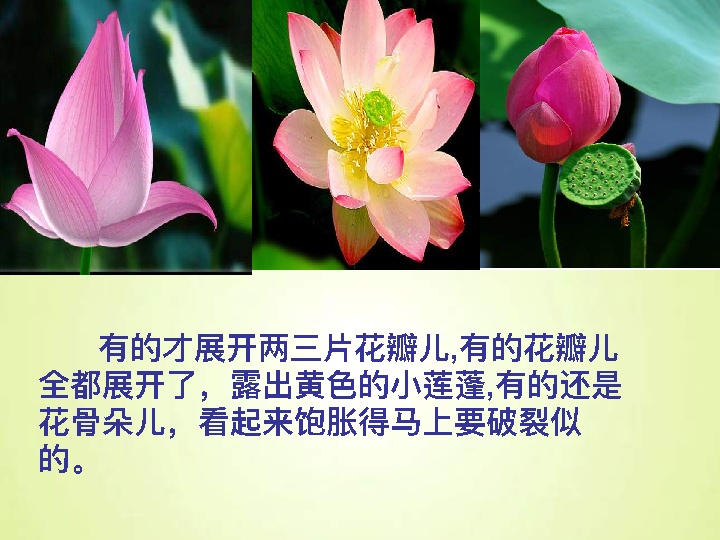 有的才展开两三片花瓣儿,有的花瓣儿
全都展开了，露出黄色的小莲蓬,有的还是
花骨朵儿，看起来饱胀得马上要破裂似
的。